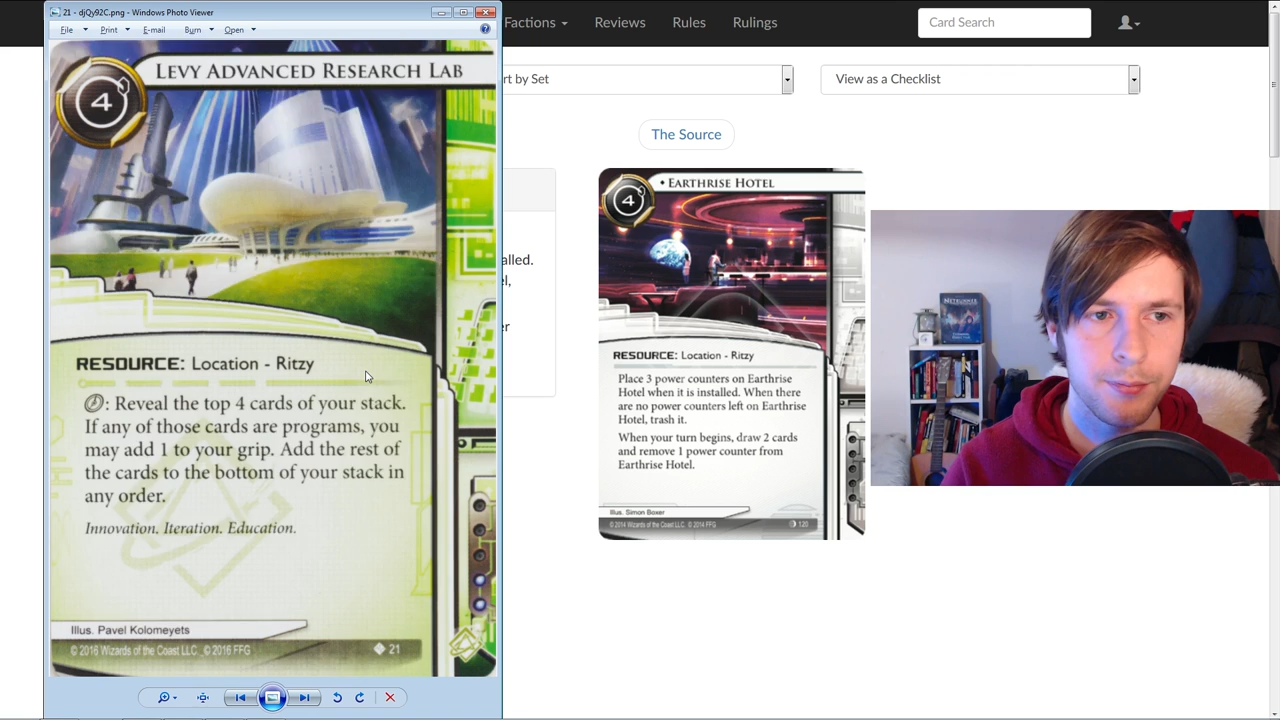 21 - djQy92C.png - Windows Photo Viewer
File Print E-mail Burn Open
LEVY ADVANCED RESEARCH LAB
4
RESOURCE: Location - Ritzy
: Reveal the top 4 cards of your stack.
If any of those cards are programs, you
may add 1 to your grip. Add the rest of
the cards to the bottom of your stack in
any order.
Innovation. Iteration. Education.
Illus. Pavel Kolomeyets
© 2016 Wizards of the Coast LLC. © 2016 FFG
21
Factions Reviews Rules Rulings
Card Search
rt by Set
View as a Checklist
The Source
alled.
el,
er
• EARTHRISE HOTEL
4
RESOURCE: Location - Ritzy
Place 3 power counters on Earthrise
Hotel when it is installed. When there
are no power counters left on Earthrise
Hotel, trash it.
When your turn begins, draw 2 cards
and remove 1 power counter from
Earthrise Hotel.
Illus. Simon Boxer
© 2014 Wizards of the Coast LLC. © 2014 FFG
120
NETRUNNER